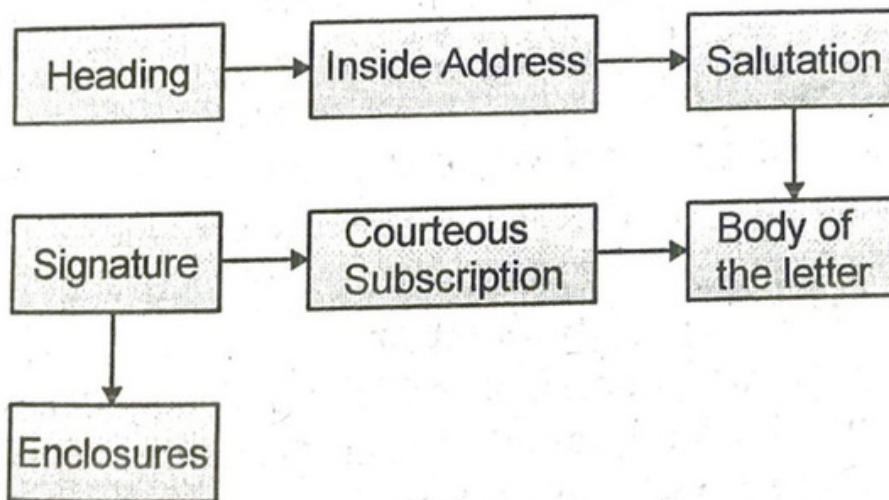 Heading
Inside Address
Salutation
Signature
Courteous
Subscription
Body of
the letter
Enclosures